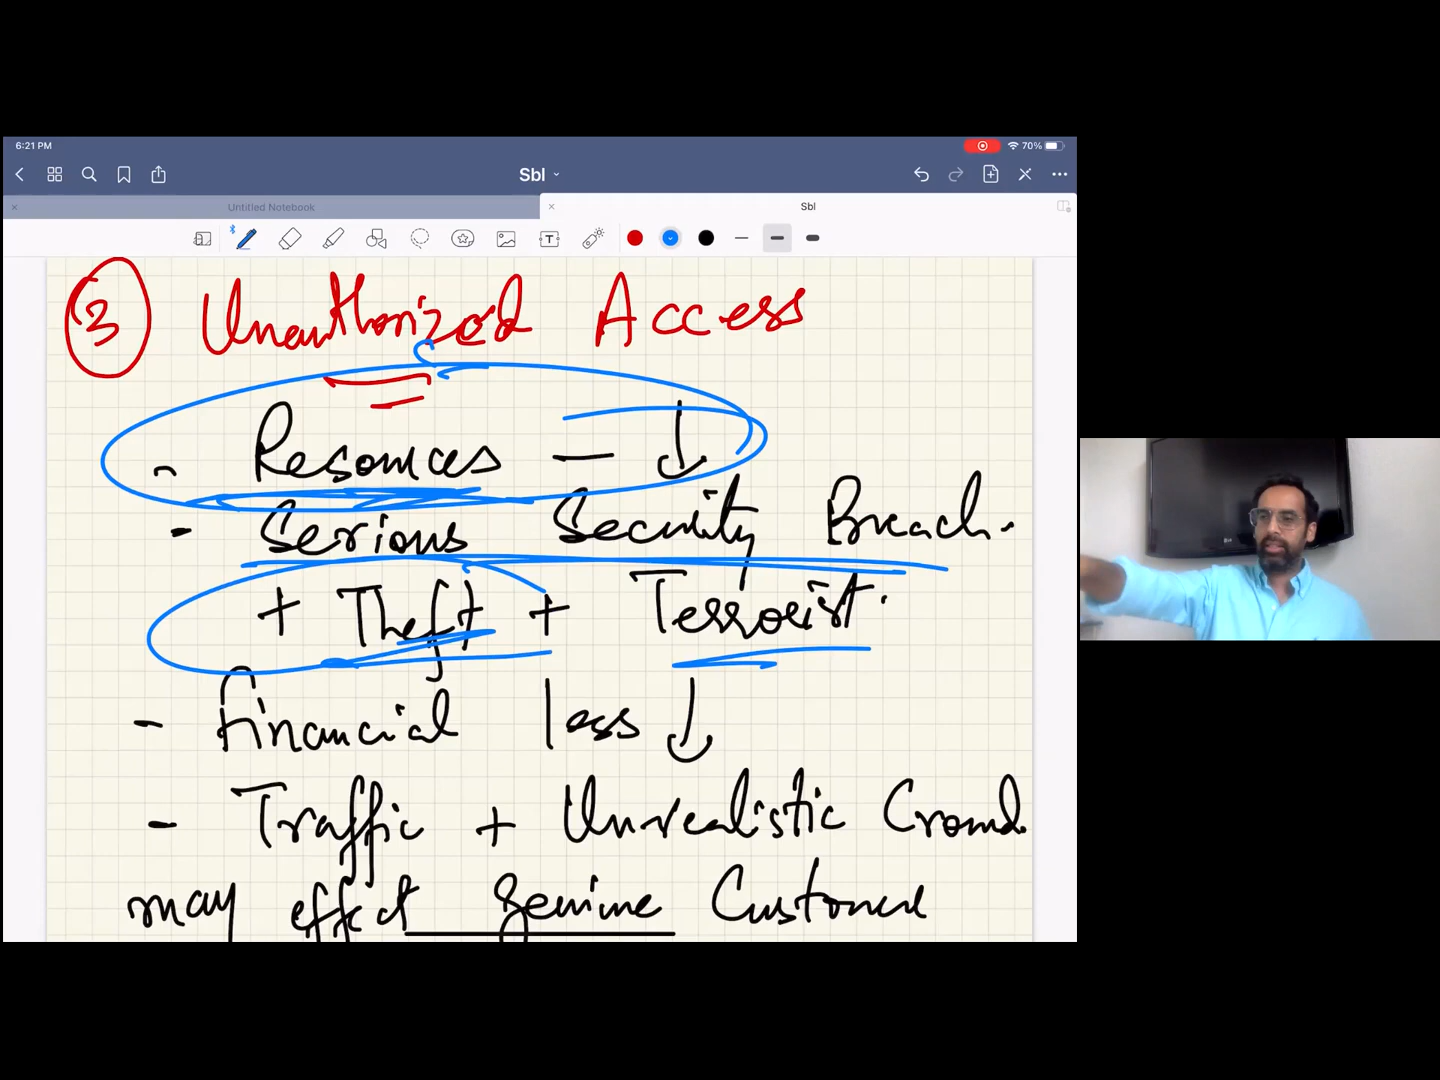 6:21 PM
70%
Sbl
Untitled Notebook
Sbl
T
3 Unauthorized Access
- Resources - ↓
- Serious Security Breach.
+ Theft + Terrorist.
- Financial loss ↓
- Traffic + Unrealistic Crowd
may effect genuine Customer